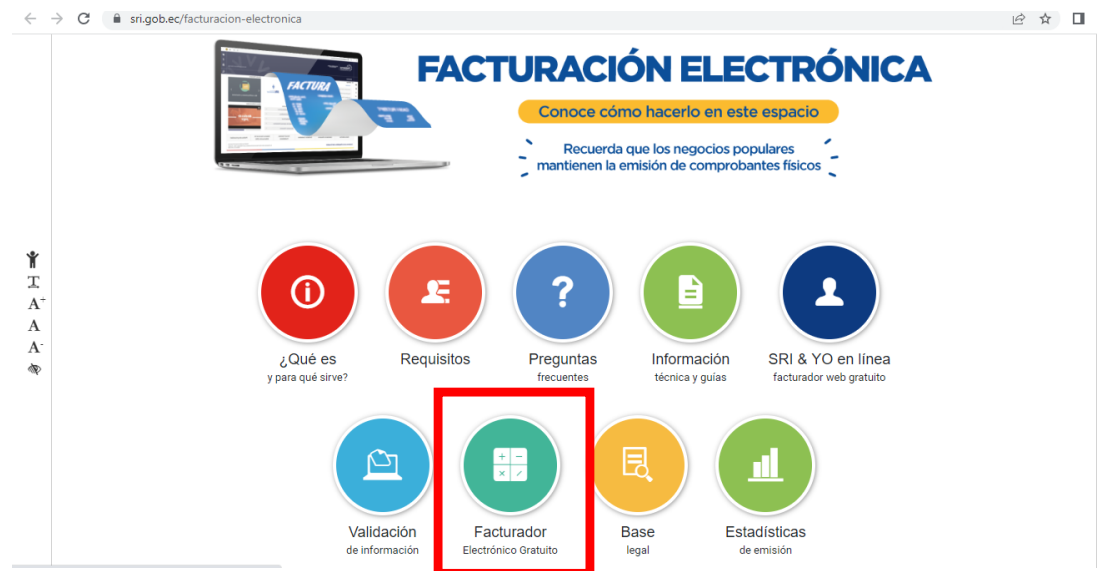 sri.gob.ec/facturacion-electronica
FACTURA
FACTURACIÓN ELECTRÓNICA
Conoce cómo hacerlo en este espacio
Recuerda que los negocios populares
mantienen la emisión de comprobantes físicos
T
A+
A
A-
¿Qué es
y para qué sirve?
Requisitos
Preguntas
frecuentes
Información
técnica y guías
SRI & YO en línea
facturador web gratuito
Validación
de información
Facturador
Electrónico Gratuito
Base
legal
Estadísticas
de emisión